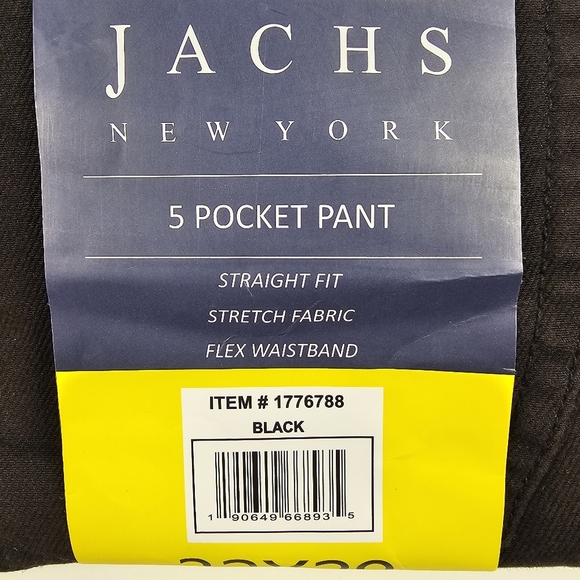 JACHS
NEW YORK
5 POCKET PANT
STRAIGHT FIT
STRETCH FABRIC
FLEX WAISTBAND
ITEM # 1776788
BLACK
1 90649 66893 5